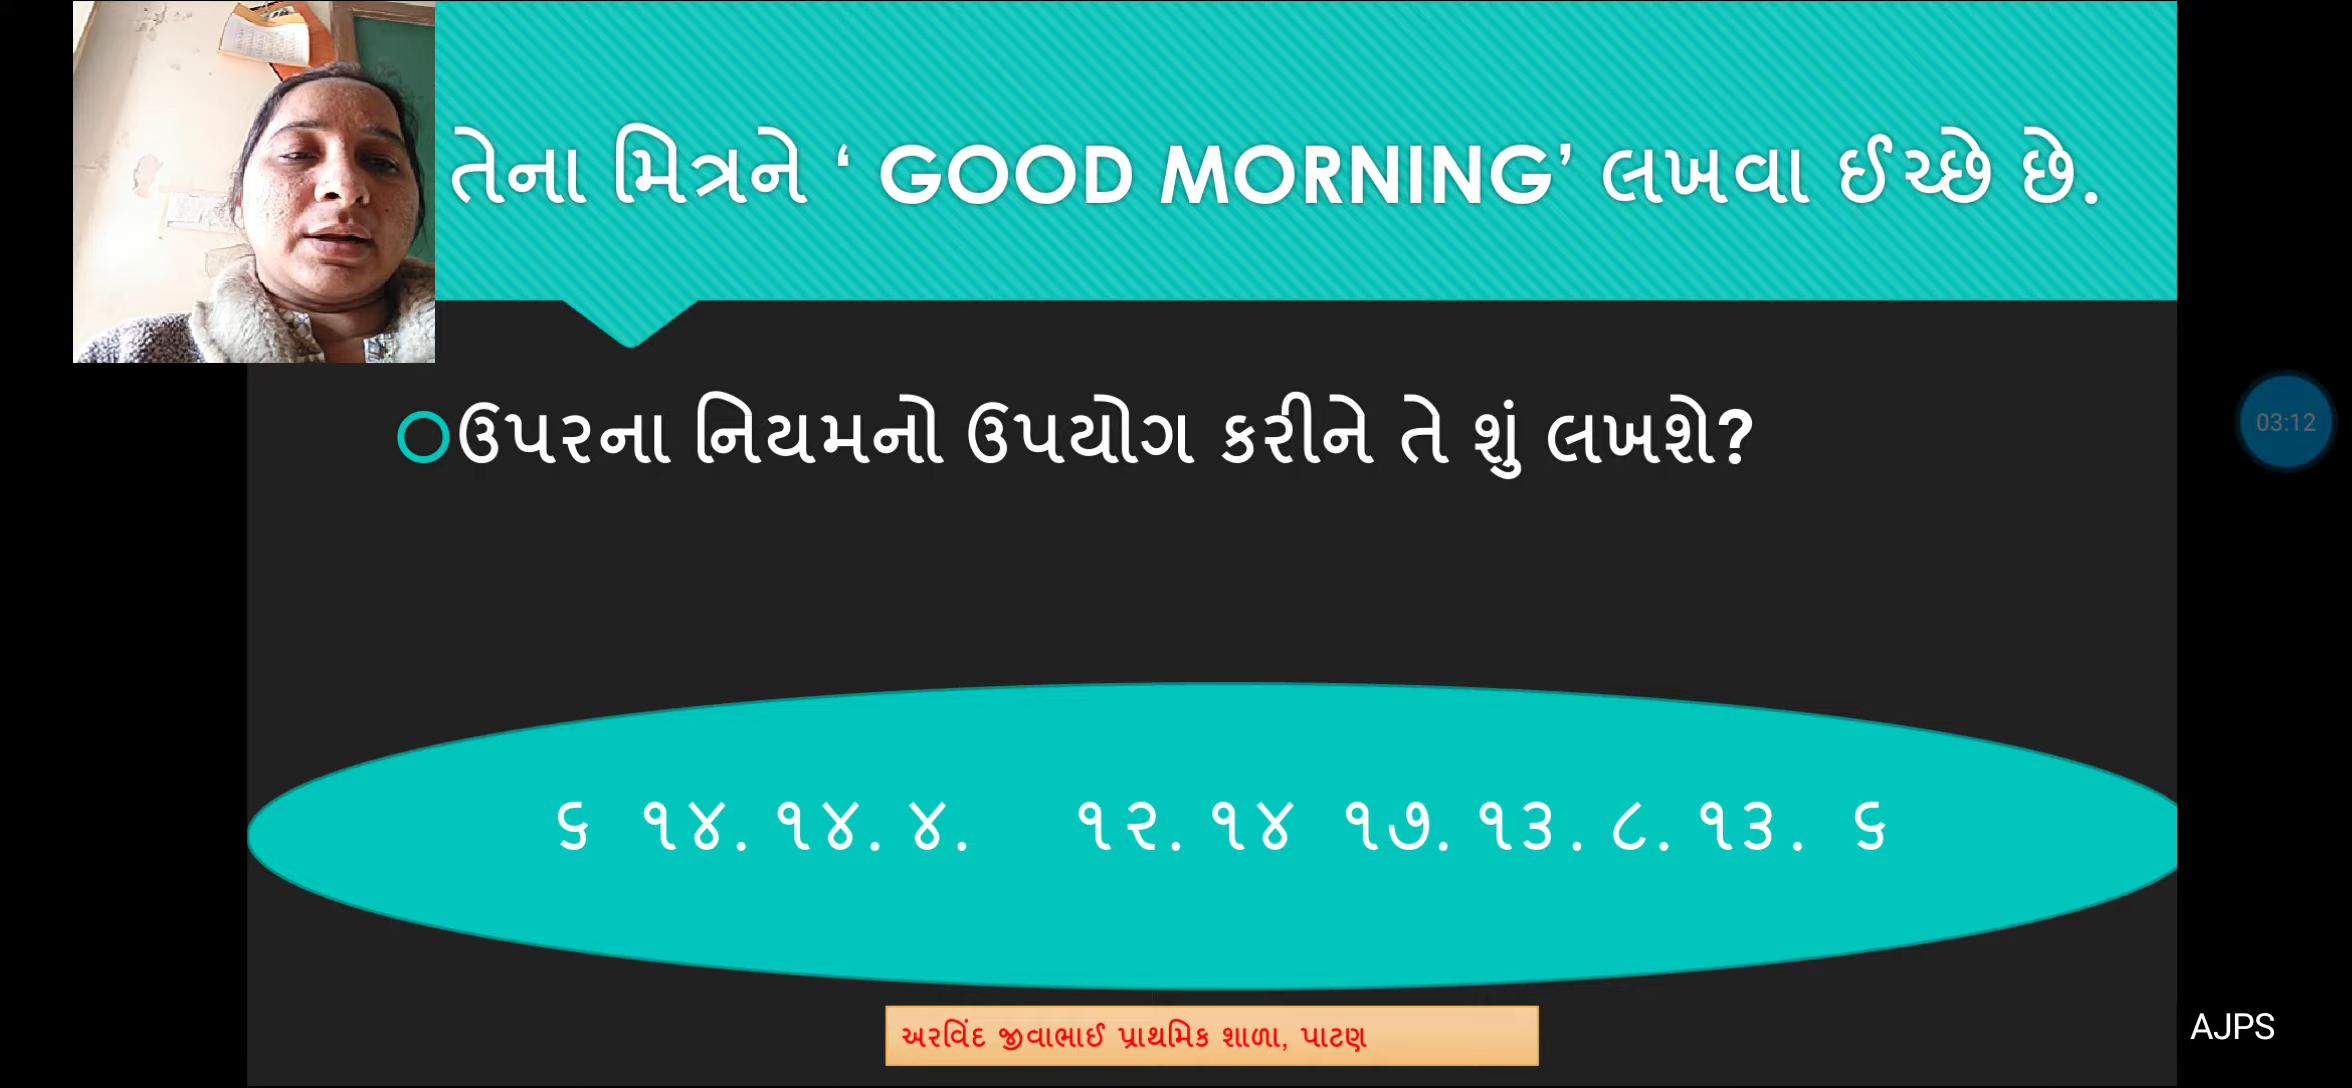 તેના મિત્રને ‘ GOOD MORNING’ લખવા ઈચ્છે છે.
ઉપરના નિયમનો ઉપયોગ કરીને તે શું લખશે?
03:12
૬ ૧૪. ૧૪. ૪. ૧૨. ૧૪ ૧૭. ૧૩. ૮. ૧૩. ૬
અરવિંદ જીવાભાઈ પ્રાથમિક શાળા, પાટણ
AJPS